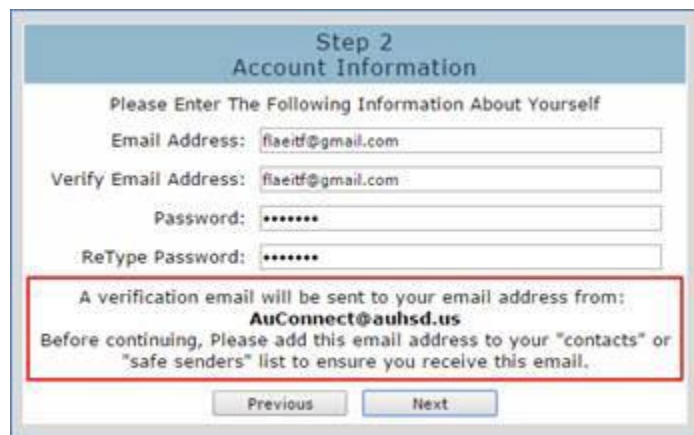 Step 2
Account Information
Please Enter The Following Information About Yourself
Email Address: flaeitf@gmail.com
Verify Email Address: flaeitf@gmail.com
Password: •••••••
ReType Password: •••••••
A verification email will be sent to your email address from:
AuConnect@auhsd.us
Before continuing, Please add this email address to your "contacts" or
"safe senders" list to ensure you receive this email.
Previous Next